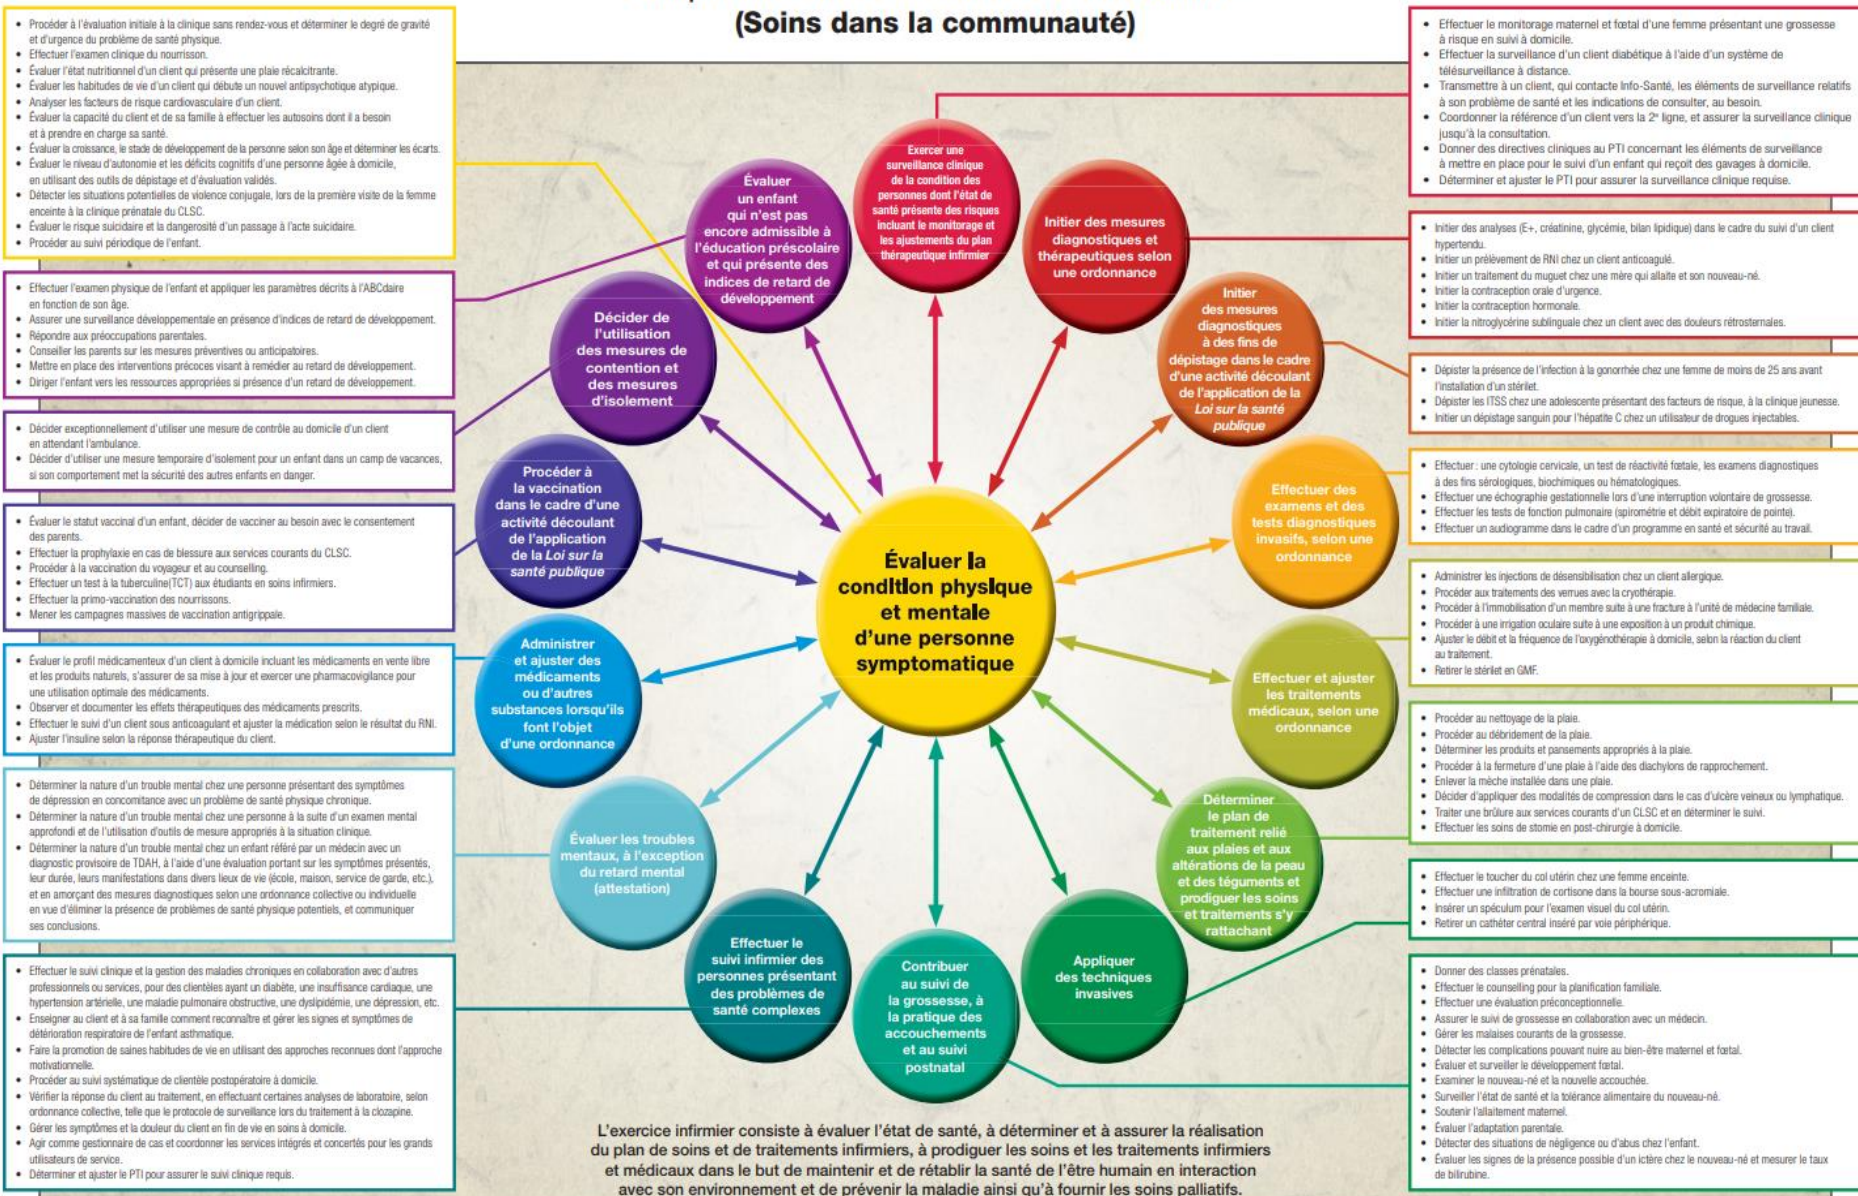 (Soins dans la communauté)
• Procéder à l'évaluation initiale à la clinique sans rendez-vous et déterminer le degré de gravité
et d'urgence du problème de santé physique.
• Effectuer l'examen clinique du nourrisson.
• Évaluer l'état nutritionnel d'un client qui présente une plaie récalcitrante.
• Évaluer les habitudes de vie d'un client qui débute un nouvel antipsychotique atypique.
• Analyser les facteurs de risque cardiovasculaire d'un client.
• Évaluer la capacité du client et de sa famille à effectuer les autosoins dont il a besoin
et à prendre en charge sa santé.
• Évaluer la croissance, le stade de développement de la personne selon son âge et déterminer les écarts.
• Évaluer le niveau d'autonomie et les déficits cognitifs d'une personne âgée à domicile,
en utilisant des outils de dépistage et d'évaluation validés.
• Détecter les situations potentielles de violence conjugale, lors de la première visite de la femme
enceinte à la clinique prénatale du CLSC.
• Évaluer le risque suicidaire et la dangerosité d'un passage à l'acte suicidaire.
• Procéder au suivi périodique de l'enfant.
• Effectuer l'examen physique de l'enfant et appliquer les paramètres décrits à l'ABCdaire
en fonction de son âge.
• Assurer une surveillance développementale en présence d'indices de retard de développement.
• Répondre aux préoccupations parentales.
• Conseiller les parents sur les mesures préventives ou anticipatoires.
• Mettre en place des interventions précoces visant à remédier au retard de développement.
• Diriger l'enfant vers les ressources appropriées si présence d'un retard de développement.
• Décider exceptionnellement d'utiliser une mesure de contrôle au domicile d'un client
en attendant l'ambulance.
• Décider d'utiliser une mesure temporaire d'isolement pour un enfant dans un camp de vacances,
si son comportement met la sécurité des autres enfants en danger.
• Évaluer le statut vaccinal d'un enfant, décider de vacciner au besoin avec le consentement
des parents.
• Effectuer la prophylaxie en cas de blessure aux services courants du CLSC.
• Procéder à la vaccination du voyageur et au counselling.
• Effectuer un test à la tuberculine(TCT) aux étudiants en soins infirmiers.
• Effectuer la primo-vaccination des nourrissons.
• Mener les campagnes massives de vaccination antigrippale.
• Évaluer le profil médicamenteux d'un client à domicile incluant les médicaments en vente libre
et les produits naturels, s'assurer de sa mise à jour et exercer une pharmacovigilance pour
une utilisation optimale des médicaments.
• Observer et documenter les effets thérapeutiques des médicaments prescrits.
• Effectuer le suivi d'un client sous anticoagulant et ajuster la médication selon le résultat du RNI.
• Ajuster l'insuline selon la réponse thérapeutique du client.
• Déterminer la nature d'un trouble mental chez une personne présentant des symptômes
de dépression en concomitance avec un problème de santé physique chronique.
• Déterminer la nature d'un trouble mental chez une personne à la suite d'un examen mental
approfondi et de l'utilisation d'outils de mesure appropriés à la situation clinique.
• Déterminer la nature d'un trouble mental chez un enfant référé par un médecin avec un
diagnostic provisoire de TDAH, à l'aide d'une évaluation portant sur les symptômes présentés,
leur durée, leurs manifestations dans divers lieux de vie (école, maison, service de garde, etc.),
et en amorçant des mesures diagnostiques selon une ordonnance collective ou individuelle
en vue d'éliminer la présence de problèmes de santé physique potentiels, et communiquer
ses conclusions.
• Effectuer le suivi clinique et la gestion des maladies chroniques en collaboration avec d'autres
professionnels ou services, pour des clientèles ayant un diabète, une insuffisance cardiaque, une
hypertension artérielle, une maladie pulmonaire obstructive, une dyslipidémie, une dépression, etc.
• Enseigner au client et à sa famille comment reconnaître et gérer les signes et symptômes de
détérioration respiratoire de l'enfant asthmatique.
• Faire la promotion de saines habitudes de vie en utilisant des approches reconnues dont l'approche
motivationnelle.
• Procéder au suivi systématique de clientèle postopératoire à domicile.
• Vérifier la réponse du client au traitement, en effectuant certaines analyses de laboratoire, selon
ordonnance collective, telle que le protocole de surveillance lors du traitement à la clozapine.
• Gérer les symptômes et la douleur du client en fin de vie en soins à domicile.
• Agir comme gestionnaire de cas et coordonner les services intégrés et concertés pour les grands
utilisateurs de service.
• Déterminer et ajuster le PTI pour assurer le suivi clinique requis.
Exercer une
surveillance clinique
de la condition des
personnes dont l'état de
santé présente des risques
incluant le monitorage et
les ajustements du plan
thérapeutique infirmier
Évaluer
un enfant
qui n'est pas
encore admissible à
l'éducation préscolaire
et qui présente des
indices de retard de
développement
Initier des mesures
diagnostiques et
thérapeutiques selon
une ordonnance
Décider de
l'utilisation
des mesures de
contention et
des mesures
d'isolement
Initier
des mesures
diagnostiques
à des fins de
dépistage dans le cadre
d'une activité découlant
de l'application de la
Loi sur la santé
publique
Procéder à
la vaccination
dans le cadre d'une
activité découlant
de l'application
de la Loi sur la
santé publique
Effectuer des
examens et des
tests diagnostiques
invasifs, selon une
ordonnance
Évaluer la
condition physique
et mentale
d'une personne
symptomatique
Administrer
et ajuster des
médicaments
ou d'autres
substances lorsqu'ils
font l'objet
d'une ordonnance
Effectuer et ajuster
les traitements
médicaux, selon une
ordonnance
Évaluer les troubles
mentaux, à l'exception
du retard mental
(attestation)
Déterminer
le plan de
traitement relié
aux plaies et aux
altérations de la peau
et des téguments et
prodiguer les soins
et traitements s'y
rattachant
Effectuer le
suivi infirmier des
personnes présentant
des problèmes de
santé complexes
Contribuer
au suivi de
la grossesse, à
la pratique des
accouchements
et au suivi
postnatal
Appliquer
des techniques
invasives
L'exercice infirmier consiste à évaluer l'état de santé, à déterminer et à assurer la réalisation
du plan de soins et de traitements infirmiers, à prodiguer les soins et les traitements infirmiers
et médicaux dans le but de maintenir et de rétablir la santé de l'être humain en interaction
avec son environnement et de prévenir la maladie ainsi qu'à fournir les soins palliatifs.
• Effectuer le monitorage maternel et fœtal d'une femme présentant une grossesse
à risque en suivi à domicile.
• Effectuer la surveillance d'un client diabétique à l'aide d'un système de
télésurveillance à distance.
• Transmettre à un client, qui contacte Info-Santé, les éléments de surveillance relatifs
à son problème de santé et les indications de consulter, au besoin.
• Coordonner la référence d'un client vers la 2e ligne, et assurer la surveillance clinique
jusqu'à la consultation.
• Donner des directives cliniques au PTI concernant les éléments de surveillance
à mettre en place pour le suivi d'un enfant qui reçoit des gavages à domicile.
• Déterminer et ajuster le PTI pour assurer la surveillance clinique requise.
• Initier des analyses (E+, créatinine, glycémie, bilan lipidique) dans le cadre du suivi d'un client
hypertendu.
• Initier un prélèvement de RNI chez un client anticoagulé.
• Initier un traitement du muguet chez une mère qui allaite et son nouveau-né.
• Initier la contraception orale d'urgence.
• Initier la contraception hormonale.
• Initier la nitroglycérine sublinguale chez un client avec des douleurs rétrosternales.
• Dépister la présence de l'infection à la gonorrhée chez une femme de moins de 25 ans avant
l'installation d'un stérilet.
• Dépister les ITSS chez une adolescente présentant des facteurs de risque, à la clinique jeunesse.
• Initier un dépistage sanguin pour l'hépatite C chez un utilisateur de drogues injectables.
• Effectuer : une cytologie cervicale, un test de réactivité fœtale, les examens diagnostiques
à des fins sérologiques, biochimiques ou hématologiques.
• Effectuer une échographie gestationnelle lors d'une interruption volontaire de grossesse.
• Effectuer les tests de fonction pulmonaire (spirométrie et débit expiratoire de pointe).
• Effectuer un audiogramme dans le cadre d'un programme en santé et sécurité au travail.
• Administrer les injections de désensibilisation chez un client allergique.
• Procéder aux traitements des verrues avec la cryothérapie.
• Procéder à l'immobilisation d'un membre suite à une fracture à l'unité de médecine familiale.
• Procéder à une irrigation oculaire suite à une exposition à un produit chimique.
• Ajuster le débit et la fréquence de l'oxygénothérapie à domicile, selon la réaction du client
au traitement.
• Retirer le stérilet en GMF.
• Procéder au nettoyage de la plaie.
• Procéder au débridement de la plaie.
• Déterminer les produits et pansements appropriés à la plaie.
• Procéder à la fermeture d'une plaie à l'aide des diachylons de rapprochement.
• Enlever la mèche installée dans une plaie.
• Décider d'appliquer des modalités de compression dans le cas d'ulcère veineux ou lymphatique.
• Traiter une brûlure aux services courants d'un CLSC et en déterminer le suivi.
• Effectuer les soins de stomie en post-chirurgie à domicile.
• Effectuer le toucher du col utérin chez une femme enceinte.
• Effectuer une infiltration de cortisone dans la bourse sous-acromiale.
• Insérer un spéculum pour l'examen visuel du col utérin.
• Retirer un cathéter central inséré par voie périphérique.
• Donner des classes prénatales.
• Effectuer le counselling pour la planification familiale.
• Effectuer une évaluation préconceptionnelle.
• Assurer le suivi de grossesse en collaboration avec un médecin.
• Gérer les malaises courants de la grossesse.
• Détecter les complications pouvant nuire au bien-être maternel et fœtal.
• Évaluer et surveiller le développement fœtal.
• Examiner le nouveau-né et la nouvelle accouchée.
• Surveiller l'état de santé et la tolérance alimentaire du nouveau-né.
• Soutenir l'allaitement maternel.
• Évaluer l'adaptation parentale.
• Détecter des situations de négligence ou d'abus chez l'enfant.
• Évaluer les signes de la présence possible d'un ictère chez le nouveau-né et mesurer le taux
de bilirubine.